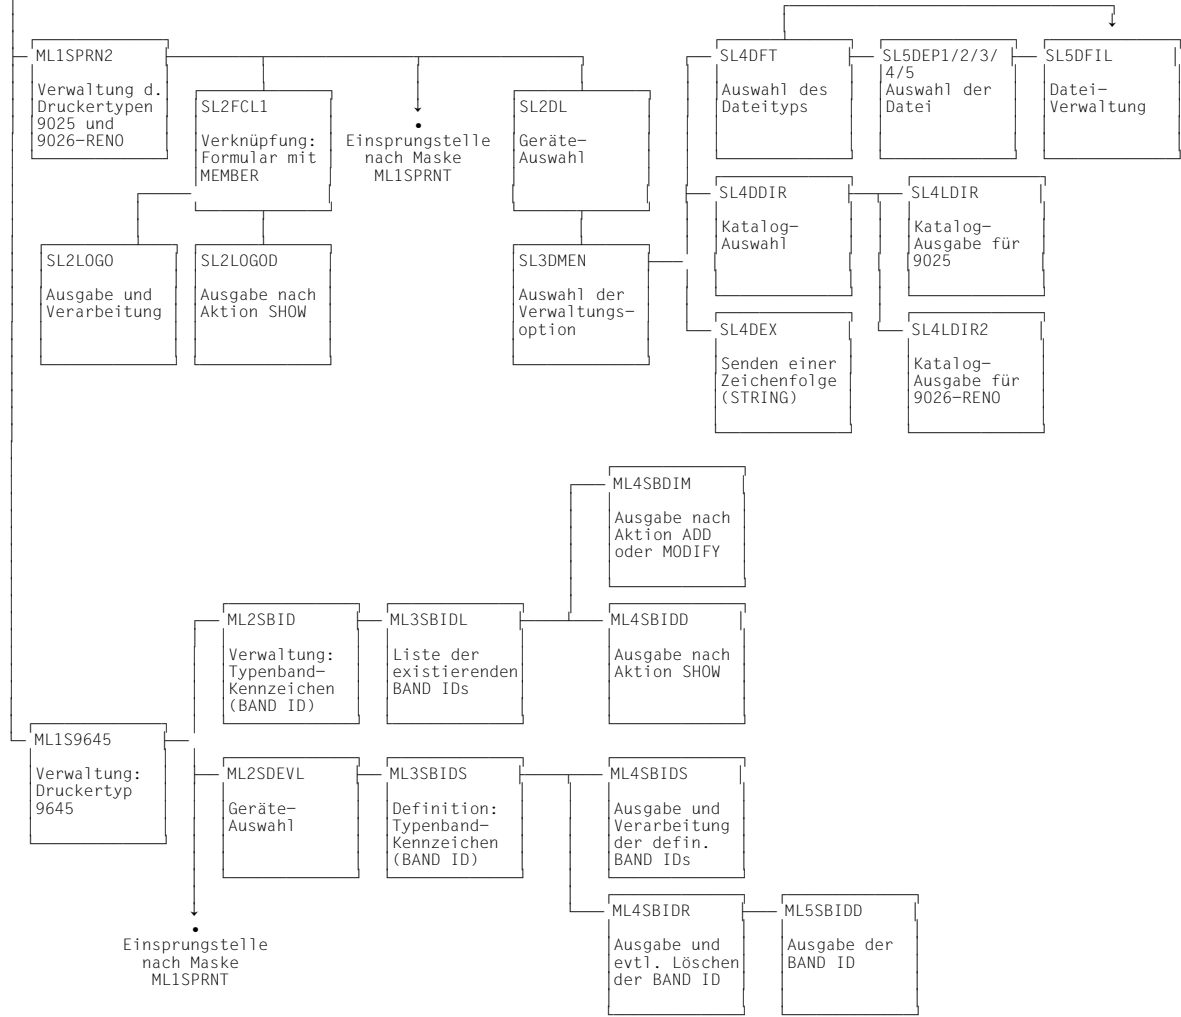 ML1SPRN2
Verwaltung d.
Druckertypen
9025 und
9026-RENO
SL2FCL1
Verknüpfung:
Formular mit
MEMBER
Einsprungstelle
nach Maske
ML1SPRNT
SL2DL
Geräte-
Auswahl
SL4DFT
Auswahl des
Dateityps
SL5DEP1/2/3/
4/5
Auswahl der
Datei
SL5DFIL
Datei-
Verwaltung
SL2LOGO
Ausgabe und
Verarbeitung
SL2LOGOD
Ausgabe nach
Aktion SHOW
SL3DMEN
Auswahl der
Verwaltungs-
option
SL4DDIR
Katalog-
Auswahl
SL4LDIR
Katalog-
Ausgabe für
9025
SL4DEX
Senden einer
Zeichenfolge
(STRING)
SL4LDIR2
Katalog-
Ausgabe für
9026-RENO
ML4SBDIM
Ausgabe nach
Aktion ADD
oder MODIFY
ML2SBID
Verwaltung:
Typenband-
Kennzeichen
(BAND ID)
ML3SBIDL
Liste der
existierenden
BAND IDs
ML4SBIDD
Ausgabe nach
Aktion SHOW
ML1S9645
Verwaltung:
Druckertyp
9645
ML2SDEVL
Geräte-
Auswahl
ML3SBIDS
Definition:
Typenband-
Kennzeichen
(BAND ID)
ML4SBIDS
Ausgabe und
Verarbeitung
der defin.
BAND IDs
Einsprungstelle
nach Maske
ML1SPRNT
ML4SBIDR
Ausgabe und
evtl. Löschen
der BAND ID
ML5SBIDD
Ausgabe der
BAND ID